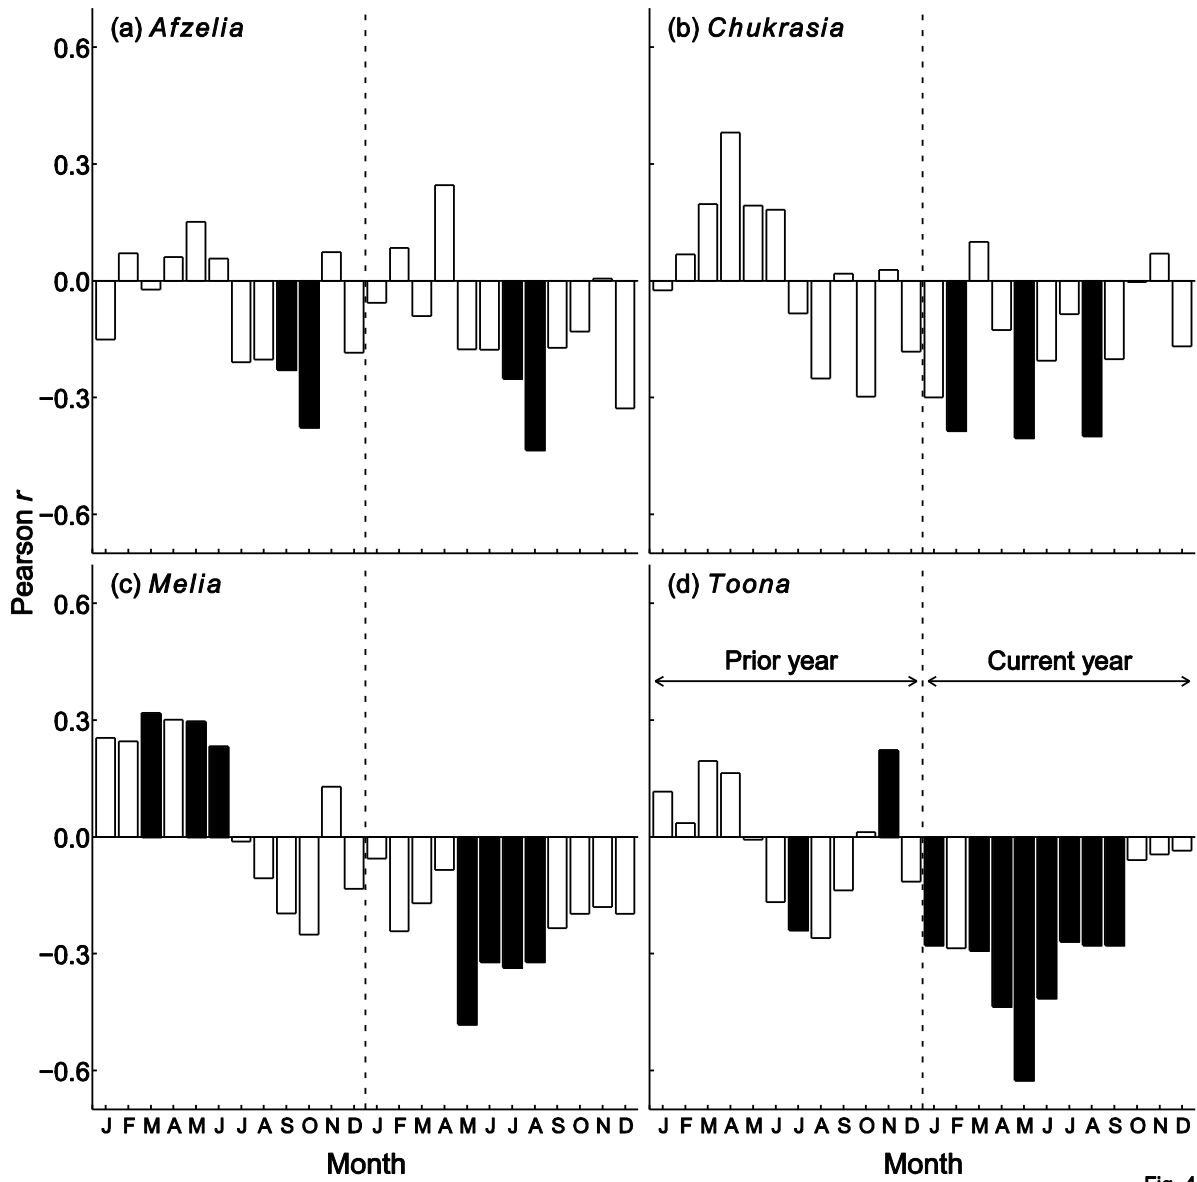 (a) Afzelia
(b) Chukrasia
0.6
0.3
0.0
−0.3
−0.6
Pearson r
(c) Melia
(d) Toona
0.6
Prior year
Current year
0.3
0.0
−0.3
−0.6
J F M A M J J A S O N D J F M A M J J A S O N D
J F M A M J J A S O N D J F M A M J J A S O N D
Month
Month